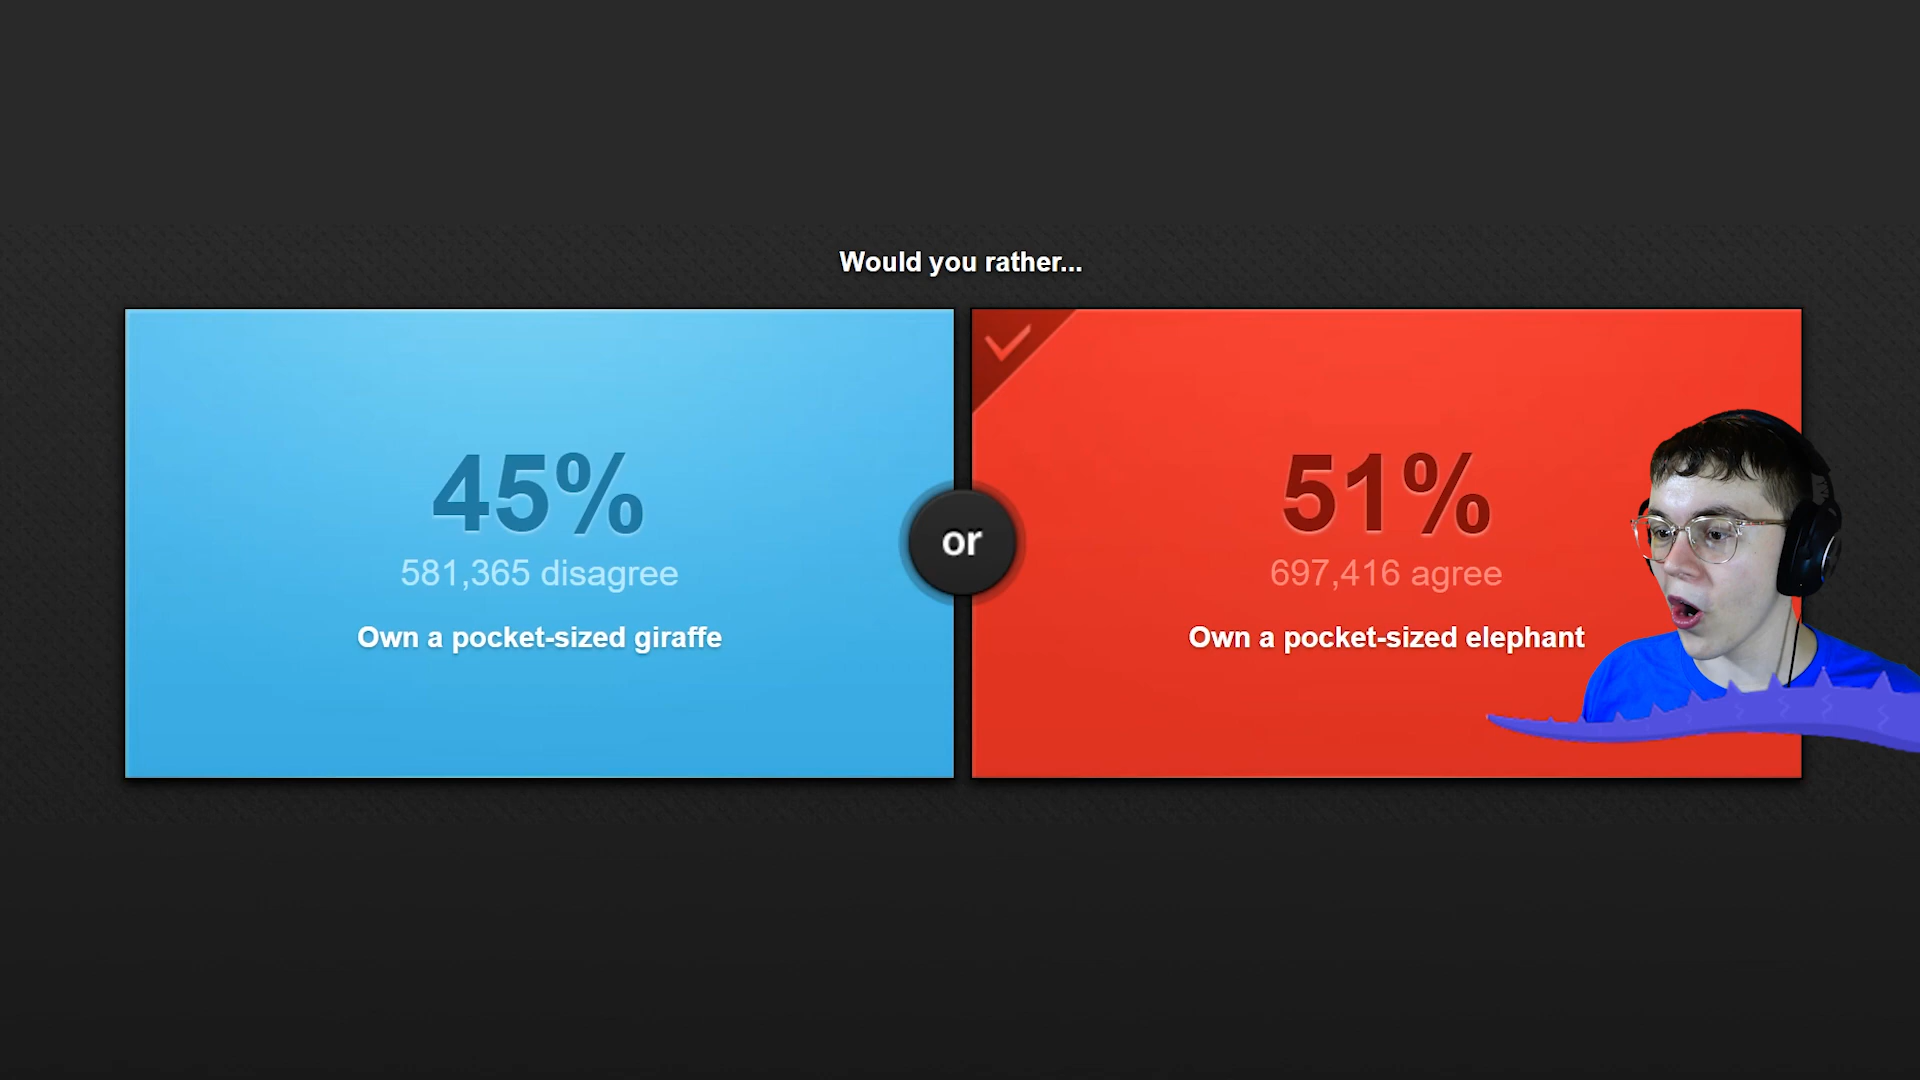 Would you rather...
45%
581,365 disagree
Own a pocket-sized giraffe
or
51%
697,416 agree
Own a pocket-sized elephant